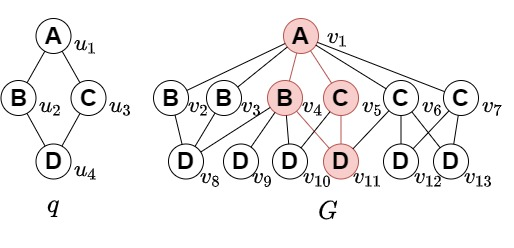 A u₁ A v₁
B u₂ C u₃ B v₂ B v₃ B v₄ C v₅ C v₆ C v₇
D u₄ D v₈ D v₉ D v₁₀ D v₁₁ D v₁₂ D v₁₃
q G